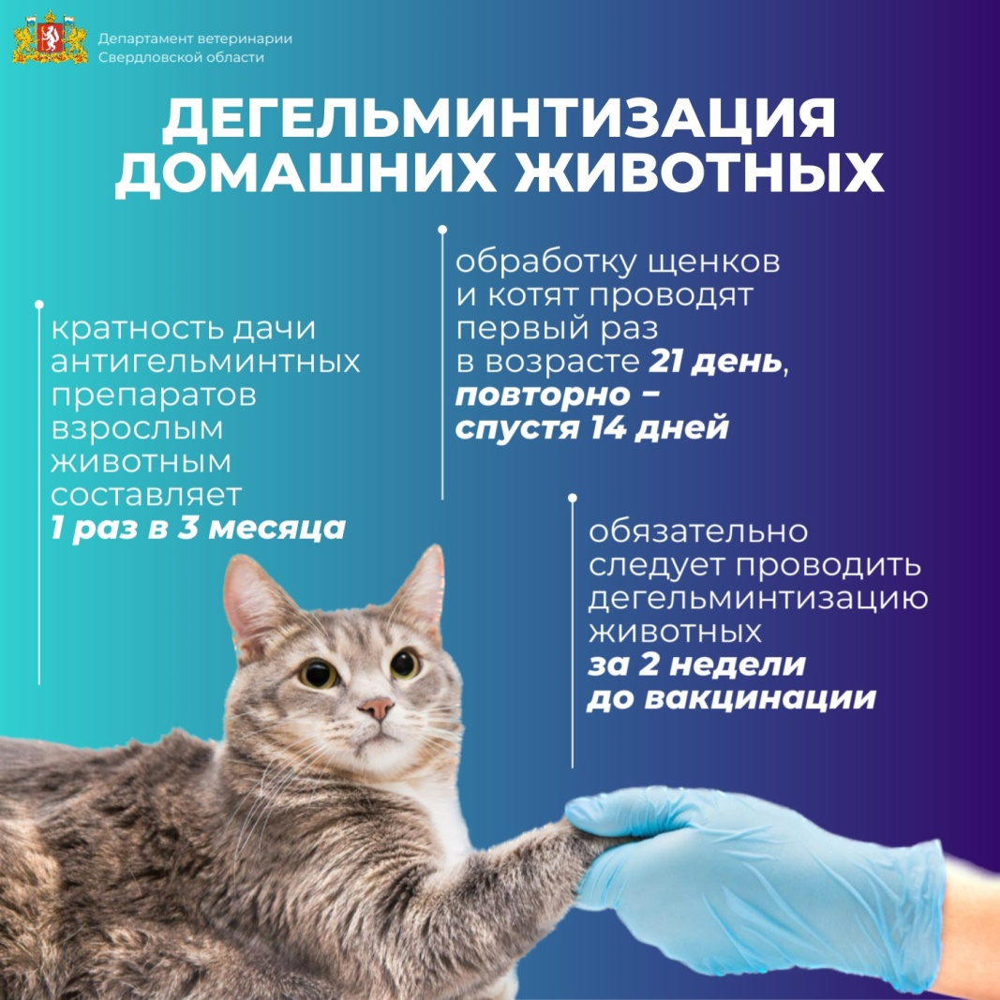 Департамент ветеринарии
Свердловской области
ДЕГЕЛЬМИНТИЗАЦИЯ
ДОМАШНИХ ЖИВОТНЫХ
кратность дачи
антигельминтных
препаратов
взрослым
животным
составляет
1 раз в 3 месяца
обработку щенков
и котят проводят
первый раз
в возрасте 21 день,
повторно –
спустя 14 дней
обязательно
следует проводить
дегельминтизацию
животных
за 2 недели
до вакцинации